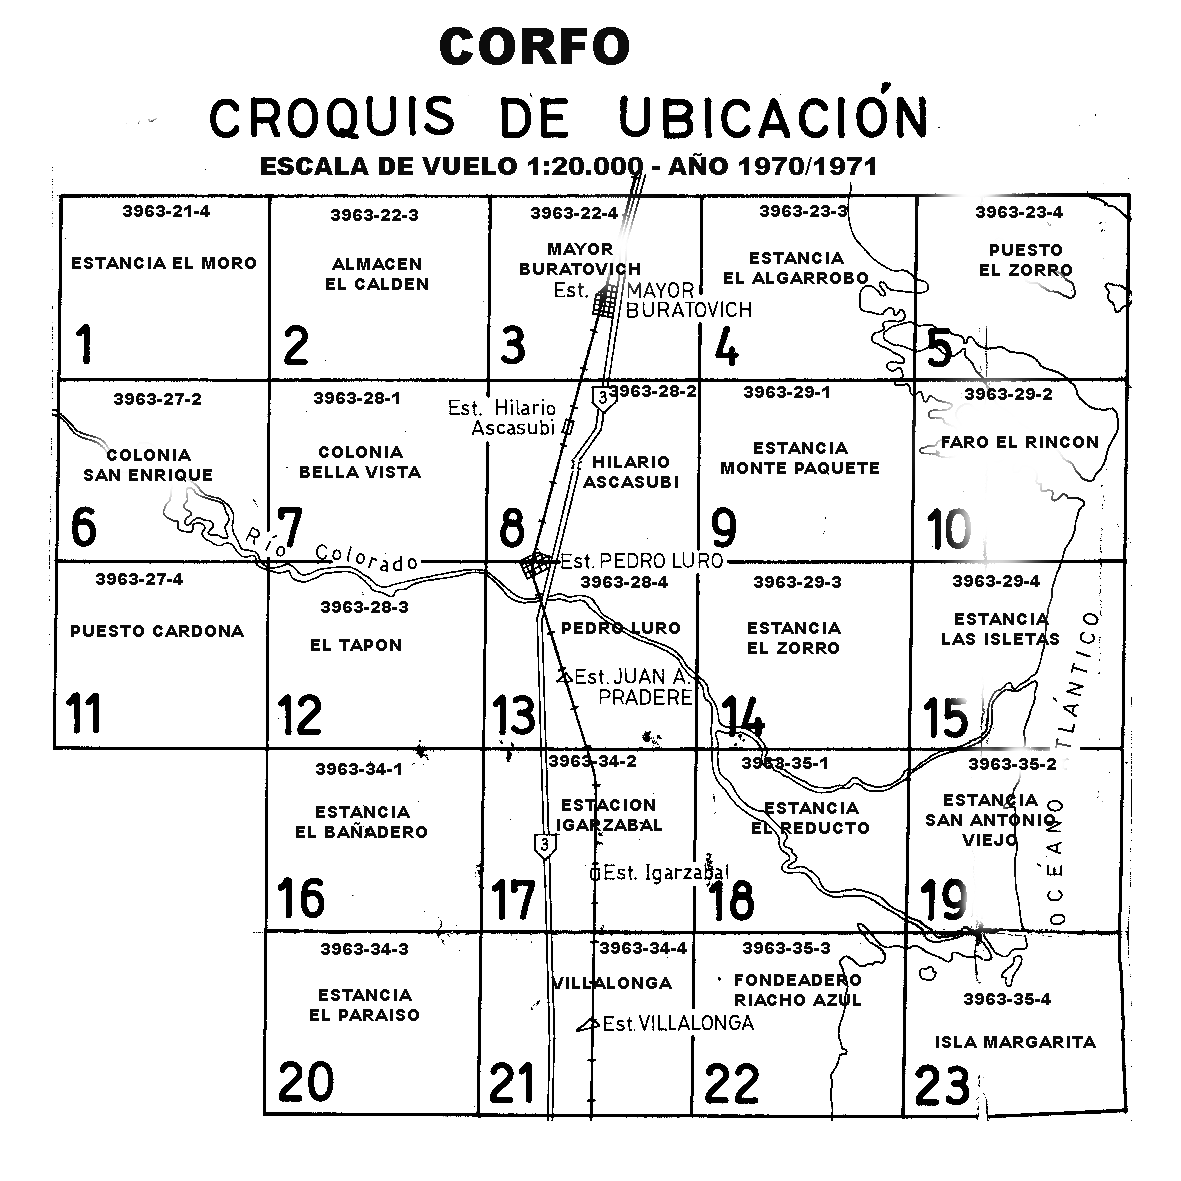 CORFO
CROQUIS DE UBICACIÓN
ESCALA DE VUELO 1:20.000 - AÑO 1970/1971
3963-21-4
ESTANCIA EL MORO
1
3963-22-3
ALMACEN
EL CALDEN
2
3963-22-4
MAYOR
BURATOVICH
Est. MAYOR
BURATOVICH
3
3963-23-3
ESTANCIA
EL ALGARROBO
4
3963-23-4
PUESTO
EL ZORRO
5
3963-27-2
COLONIA
SAN ENRIQUE
6
3963-28-1
COLONIA
BELLA VISTA
7
Río Colorado
3963-28-2
3
Est. Hilario
Ascasubi
HILARIO
ASCASUBI
8
Est. PEDRO LURO
3963-29-1
ESTANCIA
MONTE PAQUETE
9
3963-29-2
FARO EL RINCON
10
3963-27-4
PUESTO CARDONA
11
3963-28-3
EL TAPON
12
3963-28-4
PEDRO LURO
Est. JUAN A.
PRADERE
13
3963-29-3
ESTANCIA
EL ZORRO
14
3963-29-4
ESTANCIA
LAS ISLETAS
15
OCÉANO ATLÁNTICO
3963-34-1
ESTANCIA
EL BAÑADERO
16
3963-34-2
ESTACION
IGARZABAL
3
Est. Igarzabal
17
3963-35-1
ESTANCIA
EL REDUCTO
18
3963-35-2
ESTANCIA
SAN ANTONIO
VIEJO
19
3963-34-3
ESTANCIA
EL PARAISO
20
3963-34-4
VILLALONGA
Est. VILLALONGA
21
3963-35-3
FONDEADERO
RIACHO AZUL
22
3963-35-4
ISLA MARGARITA
23